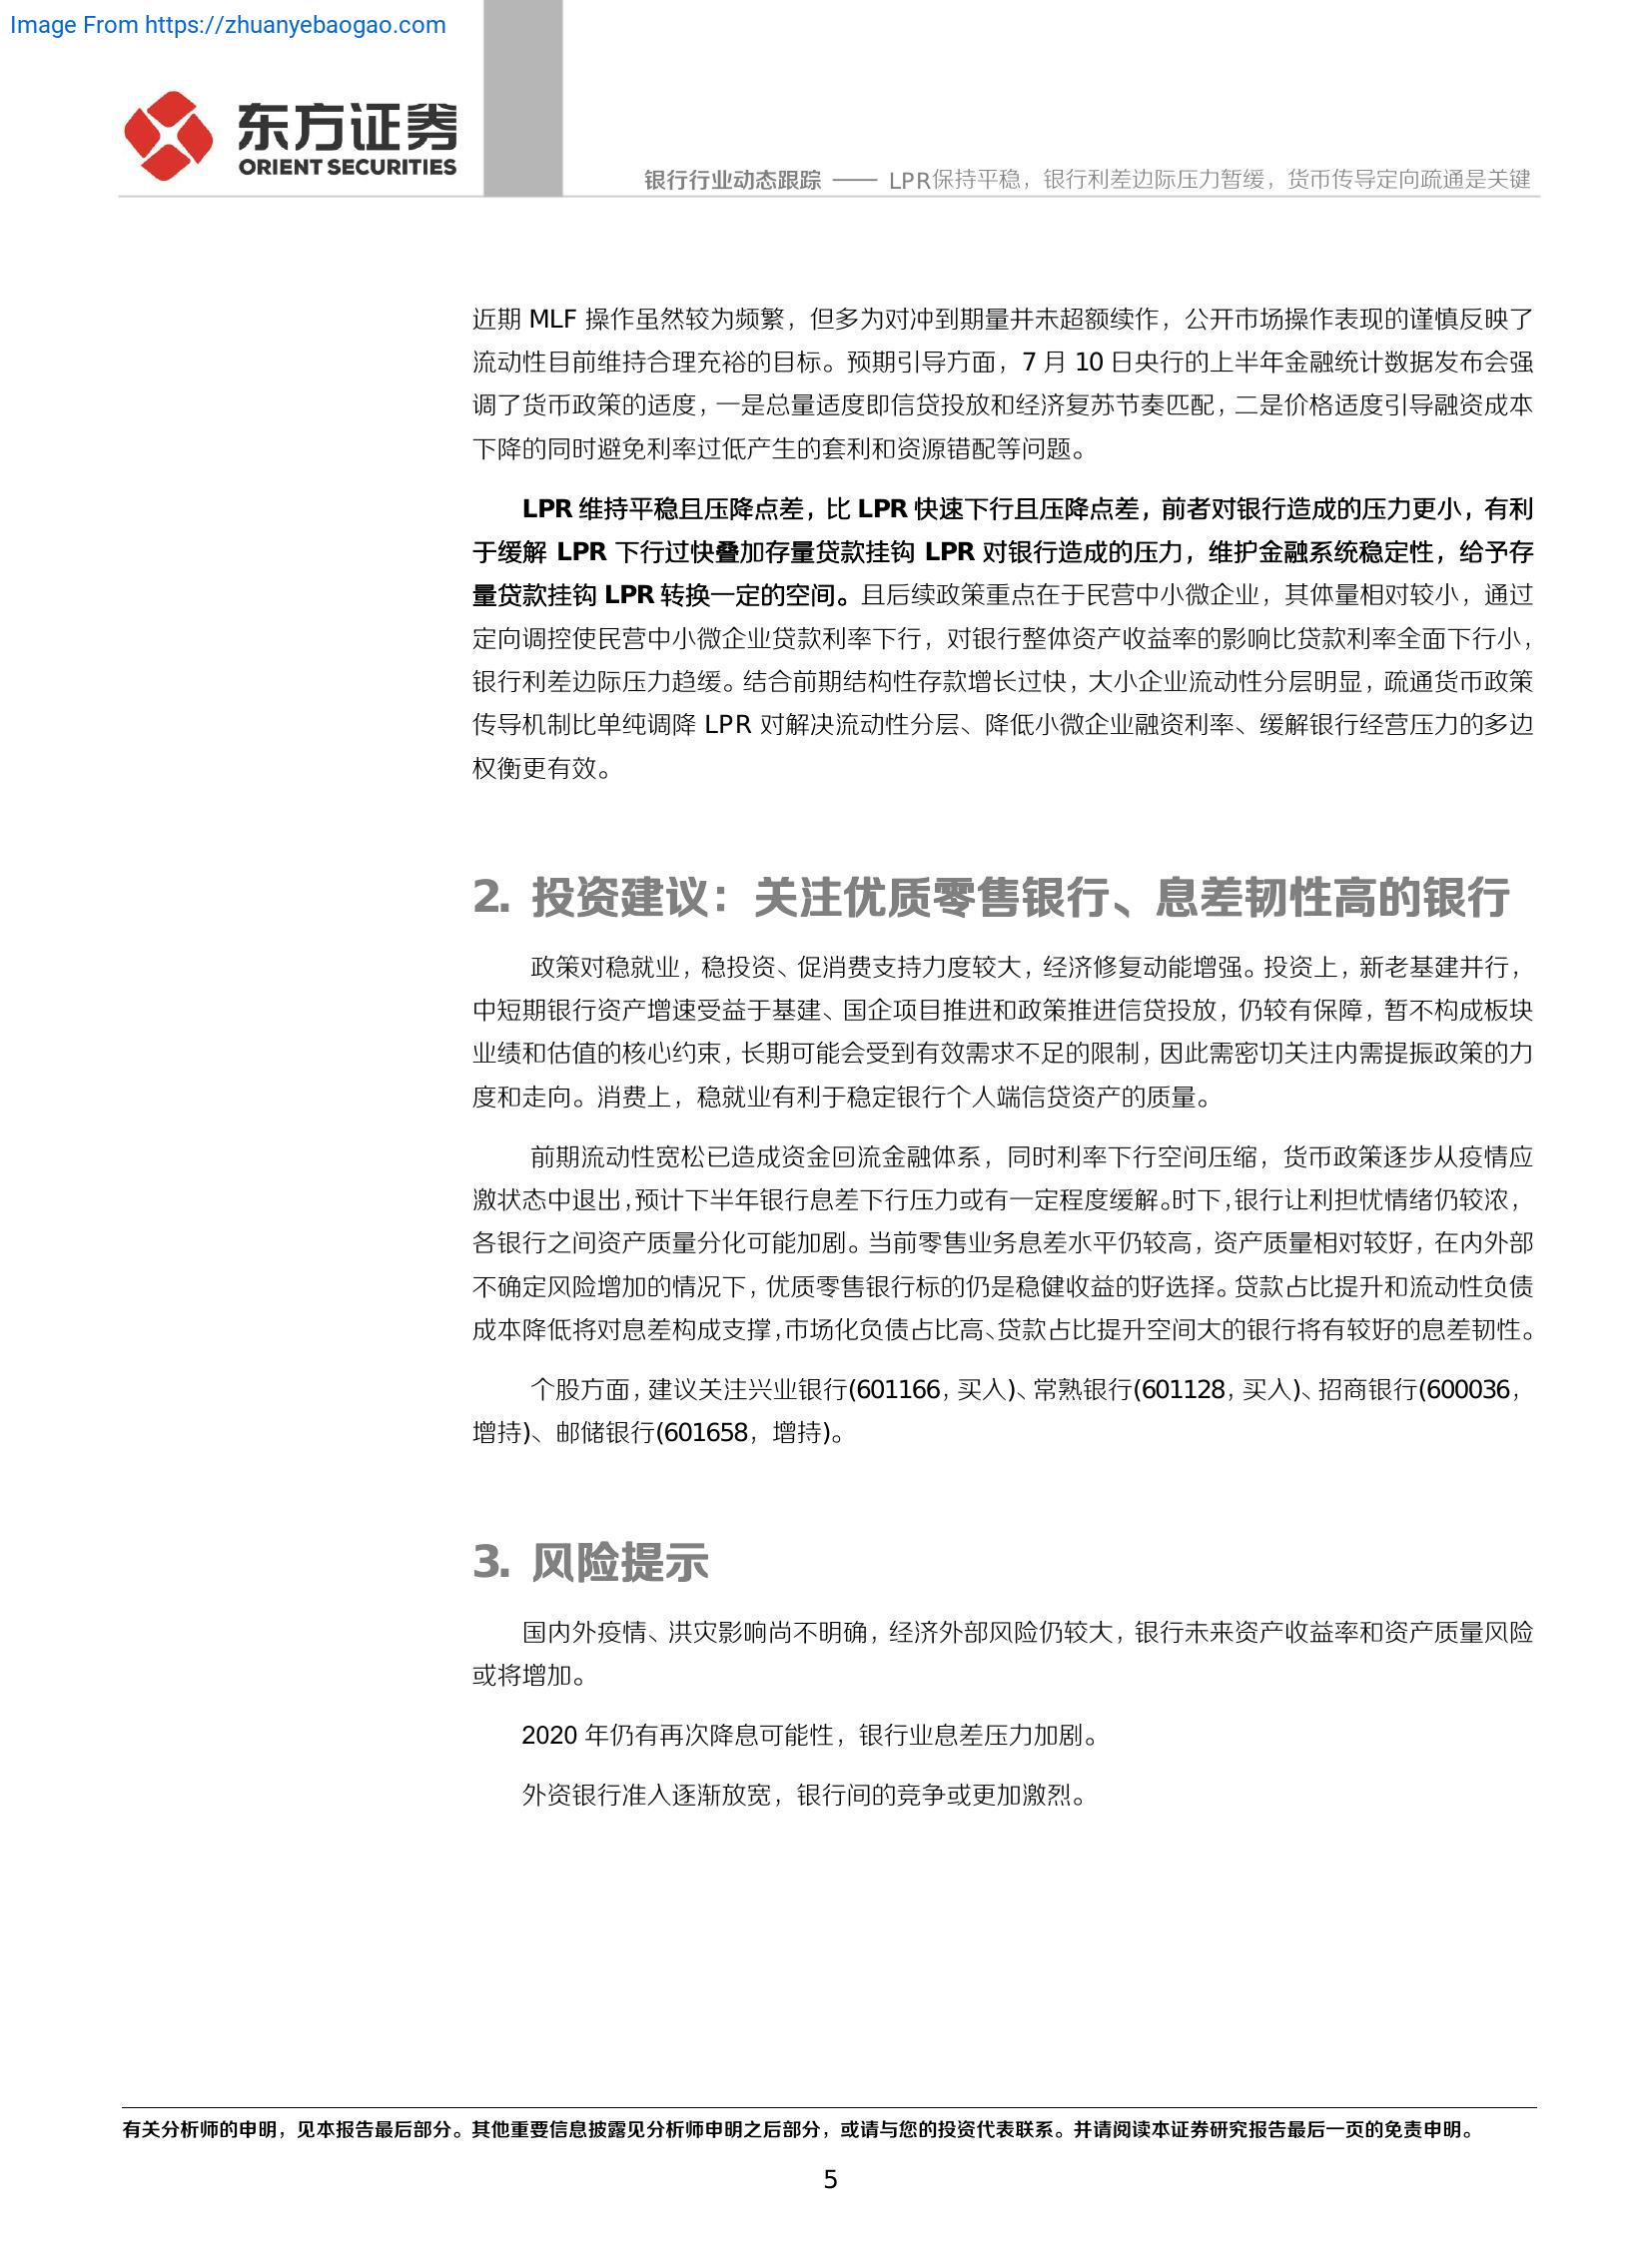 Image From https://zhuanyebaogao.com
东方证券
ORIENT SECURITIES
银行行业动态跟踪 —— LPR保持平稳，银行利差边际压力暂缓，货币传导定向疏通是关键
近期 MLF 操作虽然较为频繁，但多为对冲到期量并未超额续作，公开市场操作表现的谨慎反映了
流动性目前维持合理充裕的目标。预期引导方面，7 月 10 日央行的上半年金融统计数据发布会强
调了货币政策的适度，一是总量适度即信贷投放和经济复苏节奏匹配，二是价格适度引导融资成本
下降的同时避免利率过低产生的套利和资源错配等问题。
LPR 维持平稳且压降点差，比 LPR 快速下行且压降点差，前者对银行造成的压力更小，有利
于缓解 LPR 下行过快叠加存量贷款挂钩 LPR 对银行造成的压力，维护金融系统稳定性，给予存
量贷款挂钩 LPR 转换一定的空间。且后续政策重点在于民营中小微企业，其体量相对较小，通过
定向调控使民营中小微企业贷款利率下行，对银行整体资产收益率的影响比贷款利率全面下行小，
银行利差边际压力趋缓。结合前期结构性存款增长过快，大小企业流动性分层明显，疏通货币政策
传导机制比单纯调降 LPR 对解决流动性分层、降低小微企业融资利率、缓解银行经营压力的多边
权衡更有效。
2. 投资建议：关注优质零售银行、息差韧性高的银行
政策对稳就业，稳投资、促消费支持力度较大，经济修复动能增强。投资上，新老基建并行，
中短期银行资产增速受益于基建、国企项目推进和政策推进信贷投放，仍较有保障，暂不构成板块
业绩和估值的核心约束，长期可能会受到有效需求不足的限制，因此需密切关注内需提振政策的力
度和走向。消费上，稳就业有利于稳定银行个人端信贷资产的质量。
前期流动性宽松已造成资金回流金融体系，同时利率下行空间压缩，货币政策逐步从疫情应
激状态中退出，预计下半年银行息差下行压力或有一定程度缓解。时下，银行让利担忧情绪仍较浓，
各银行之间资产质量分化可能加剧。当前零售业务息差水平仍较高，资产质量相对较好，在内外部
不确定风险增加的情况下，优质零售银行标的仍是稳健收益的好选择。贷款占比提升和流动性负债
成本降低将对息差构成支撑，市场化负债占比高、贷款占比提升空间大的银行将有较好的息差韧性。
个股方面，建议关注兴业银行(601166，买入)、常熟银行(601128，买入)、招商银行(600036，
增持)、邮储银行(601658，增持)。
3. 风险提示
国内外疫情、洪灾影响尚不明确，经济外部风险仍较大，银行未来资产收益率和资产质量风险
或将增加。
2020 年仍有再次降息可能性，银行业息差压力加剧。
外资银行准入逐渐放宽，银行间的竞争或更加激烈。
有关分析师的申明，见本报告最后部分。其他重要信息披露见分析师申明之后部分，或请与您的投资代表联系。并请阅读本证券研究报告最后一页的免责申明。
5